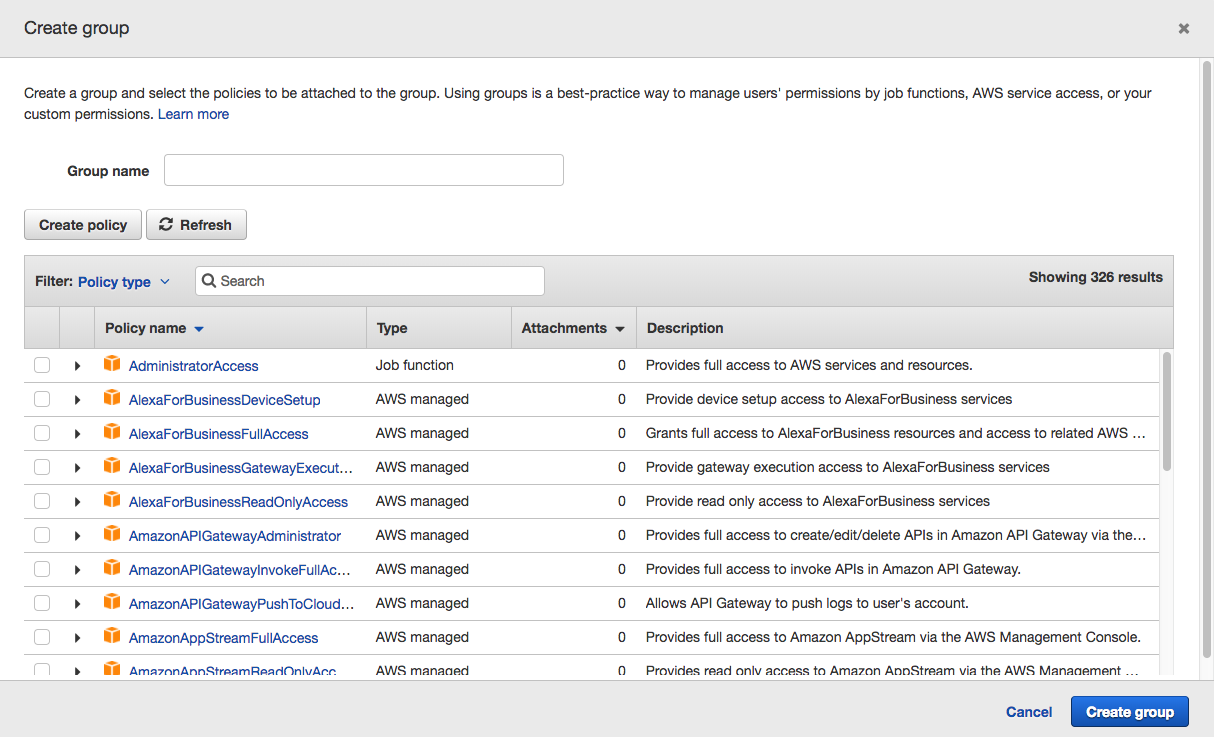 Create group
Create a group and select the policies to be attached to the group. Using groups is a best-practice way to manage users' permissions by job functions, AWS service access, or your
custom permissions. Learn more
Group name
Create policy Refresh
Filter: Policy type Search Showing 326 results
Policy name Type Attachments Description
AdministratorAccess Job function 0 Provides full access to AWS services and resources.
AlexaForBusinessDeviceSetup AWS managed 0 Provide device setup access to AlexaForBusiness services
AlexaForBusinessFullAccess AWS managed 0 Grants full access to AlexaForBusiness resources and access to related AWS ...
AlexaForBusinessGatewayExecut... AWS managed 0 Provide gateway execution access to AlexaForBusiness services
AlexaForBusinessReadOnlyAccess AWS managed 0 Provide read only access to AlexaForBusiness services
AmazonAPIGatewayAdministrator AWS managed 0 Provides full access to create/edit/delete APIs in Amazon API Gateway via the...
AmazonAPIGatewayInvokeFullAc... AWS managed 0 Provides full access to invoke APIs in Amazon API Gateway.
AmazonAPIGatewayPushToCloud... AWS managed 0 Allows API Gateway to push logs to user's account.
AmazonAppStreamFullAccess AWS managed 0 Provides full access to Amazon AppStream via the AWS Management Console.
AmazonAppStreamReadOnlyAcc... AWS managed 0 Provides read only access to Amazon AppStream via the AWS Management ...
Cancel Create group